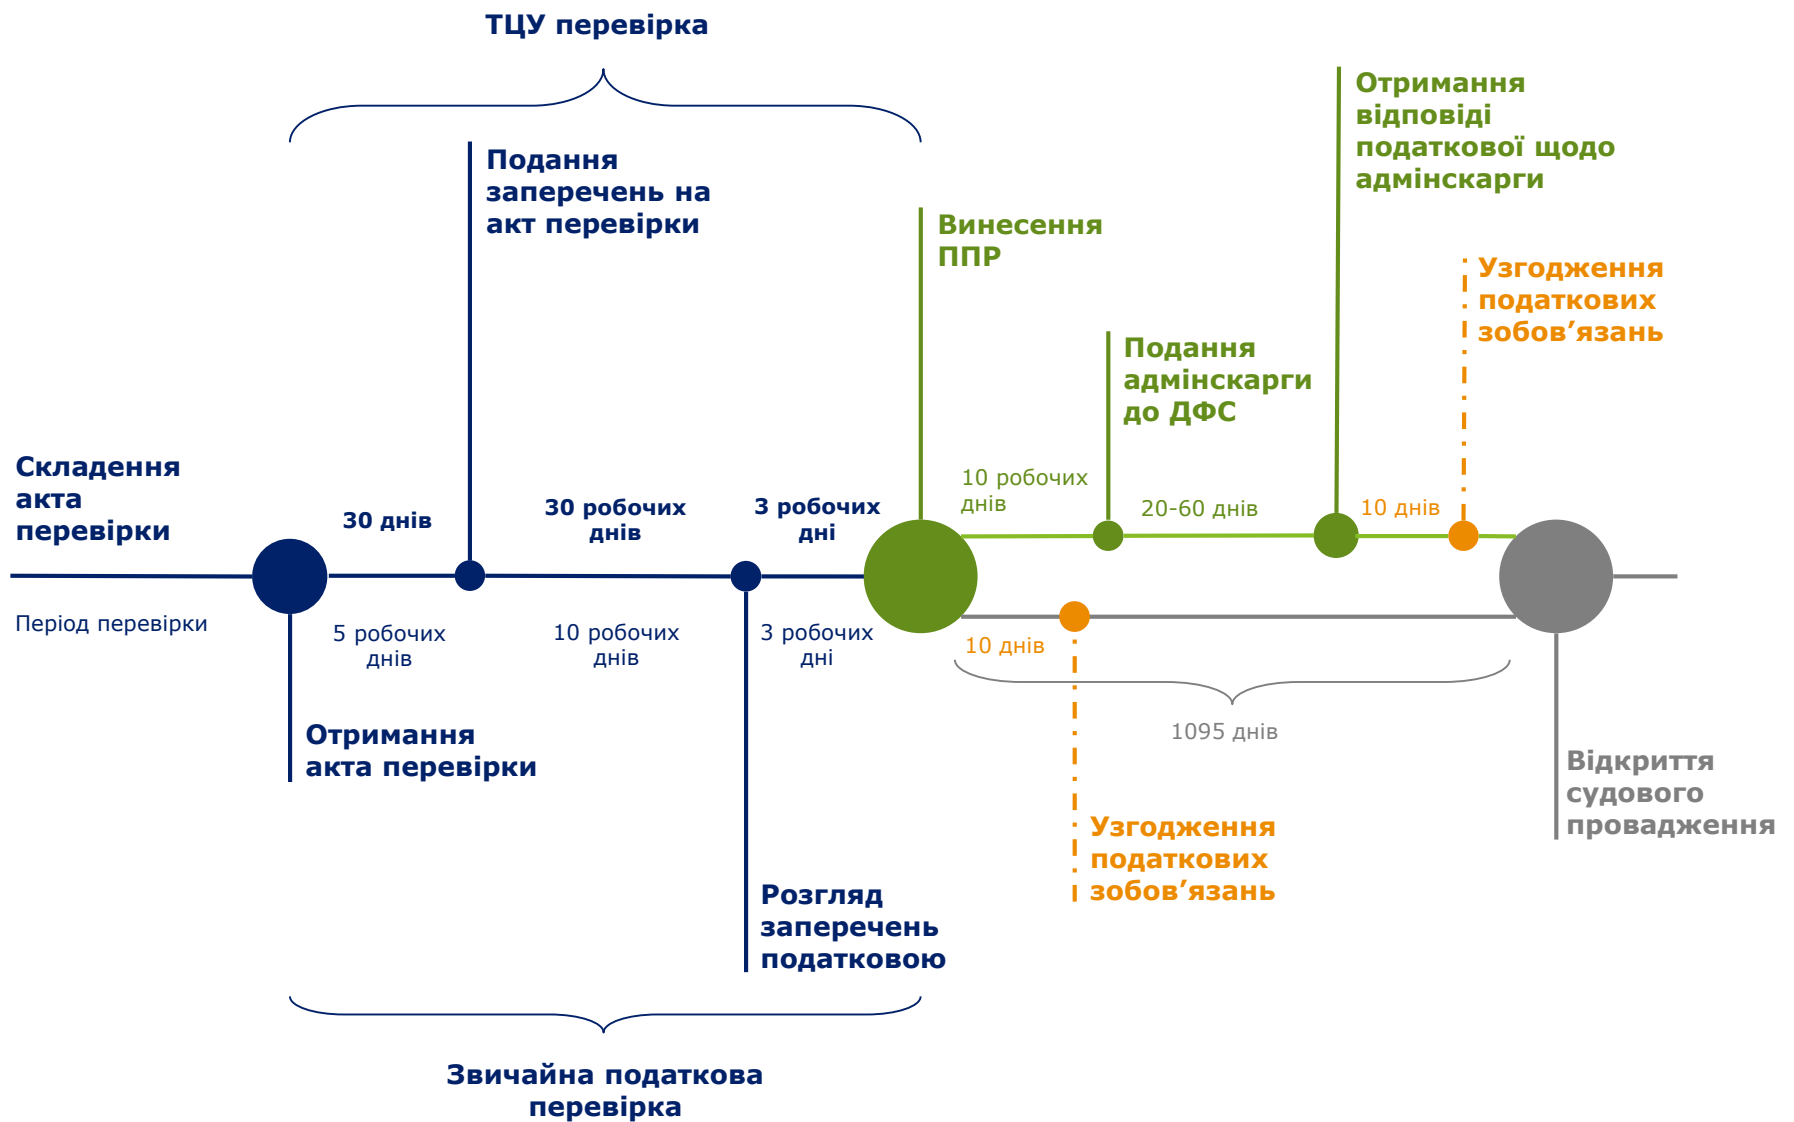 ТЦУ перевірка
Подання
заперечень на
акт перевірки
Отримання
відповіді
податкової щодо
адмінскарги
Винесення
ППР
Узгодження
податкових
зобов’язань
Подання
адмінскарги
до ДФС
Складення
акта
перевірки
30 днів
30 робочих
днів
3 робочих
дні
10 робочих
днів
20-60 днів
10 днів
Період перевірки
5 робочих
днів
10 робочих
днів
3 робочих
дні
10 днів
1095 днів
Отримання
акта перевірки
Відкриття
судового
провадження
Узгодження
податкових
зобов’язань
Розгляд
заперечень
податковою
Звичайна податкова
перевірка